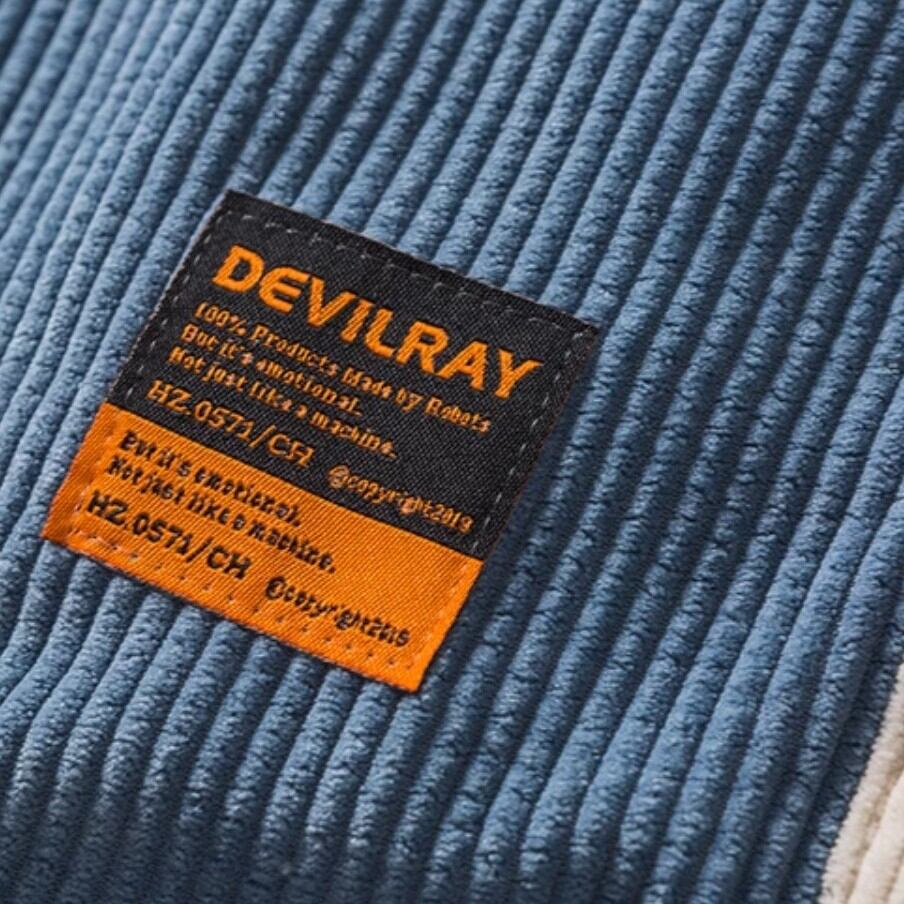 DEVILRAY
100% Products Made by Robots
But it's emotional.
Not just like a machine.
HZ.0571/CH @copyright2019
But it's emotional.
Not just like a machine.
HZ.0571/CH @copyright2019